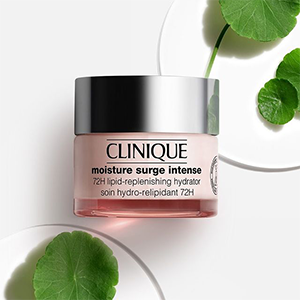 CLINIQUE
moisture surge intense
72H lipid-replenishing hydrator
soin hydro-relipidant 72H